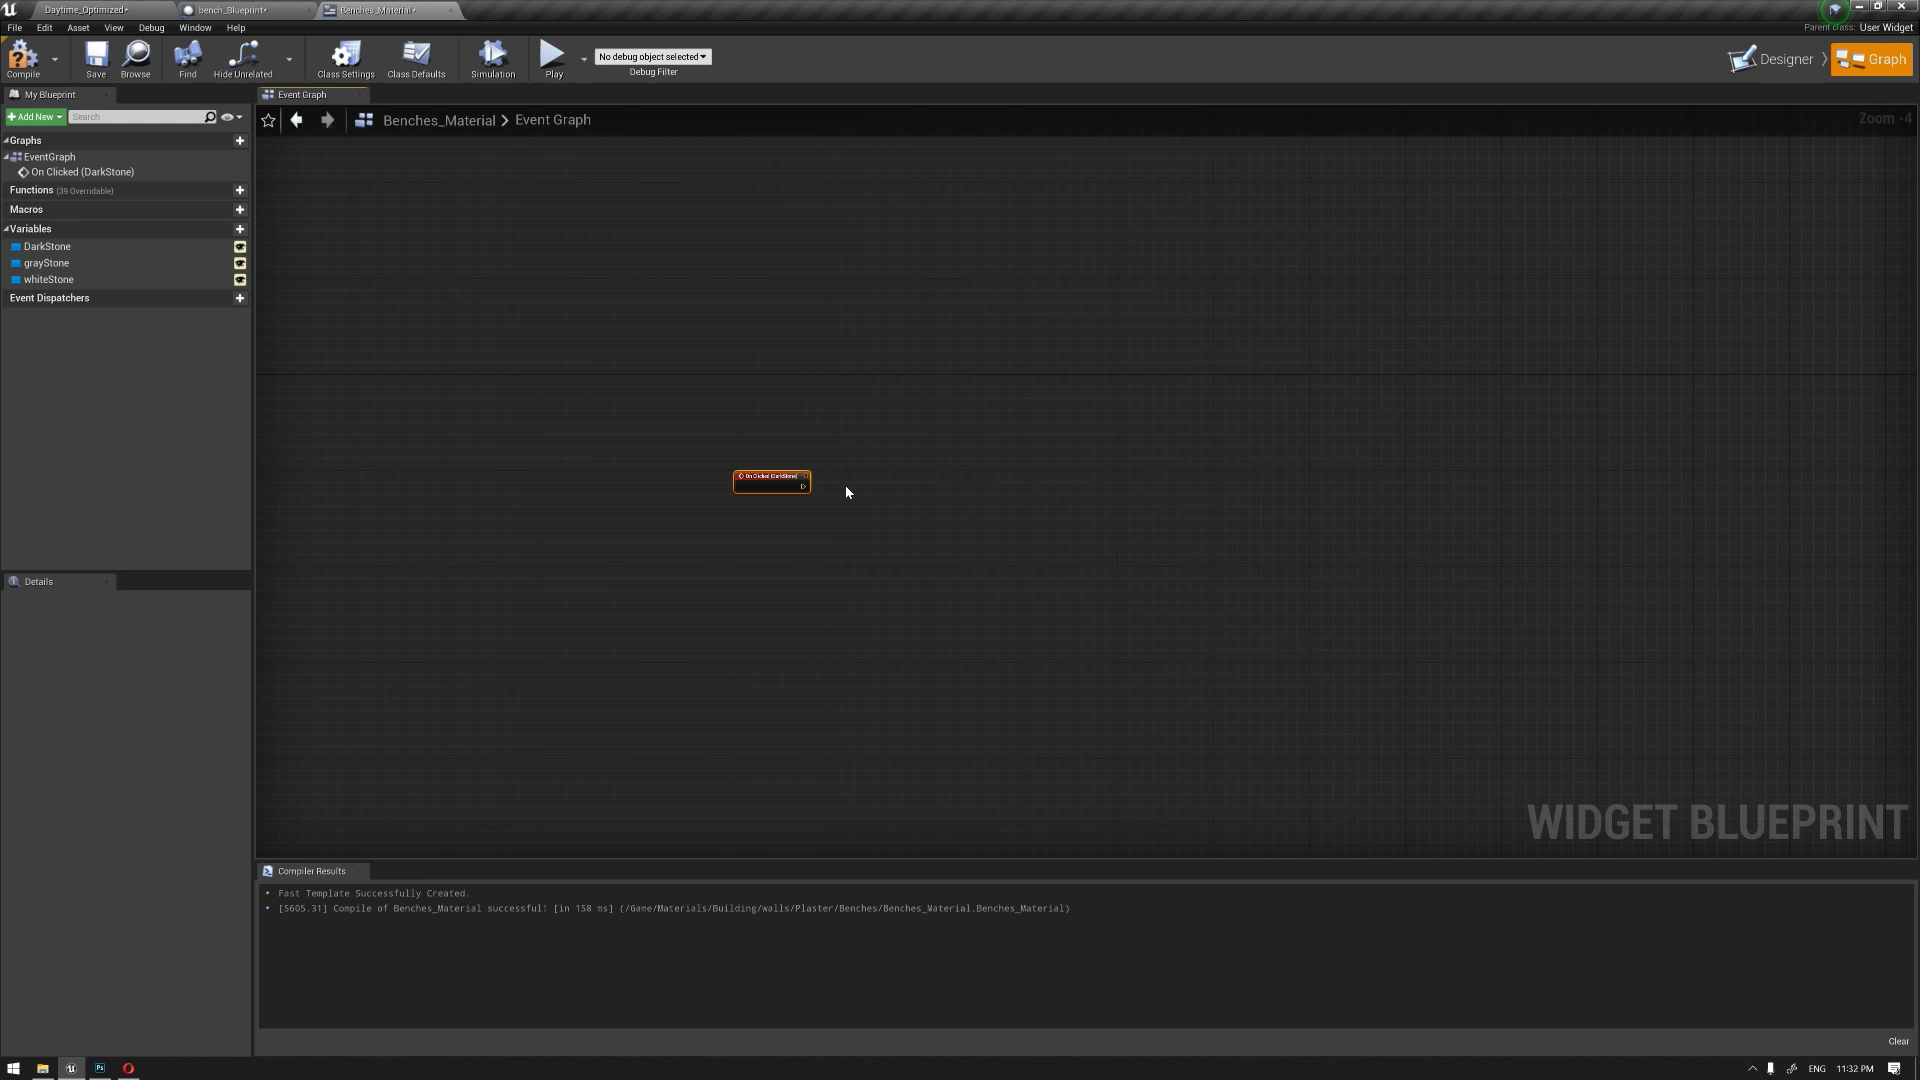 Daytime_Optimized•
bench_Blueprint•
Benches_Material•
File Edit Asset View Debug Window Help
Parent class: User Widget
Compile
Save
Browse
Find
Hide Unrelated
Class Settings
Class Defaults
Simulation
Play
No debug object selected
Debug Filter
Designer
Graph
My Blueprint
Event Graph
+ Add New
Search
Benches_Material > Event Graph
Zoom -4
Graphs
EventGraph
On Clicked (DarkStone)
Functions (39 Overridable)
Macros
Variables
DarkStone
grayStone
whiteStone
Event Dispatchers
On Clicked (DarkStone)
Details
WIDGET BLUEPRINT
Compiler Results
• Fast Template Successfully Created.
• [5605.31] Compile of Benches_Material successful! [in 158 ms] (/Game/Materials/Building/walls/Plaster/Benches/Benches_Material.Benches_Material)
Clear
Ps
ENG 11:32 PM